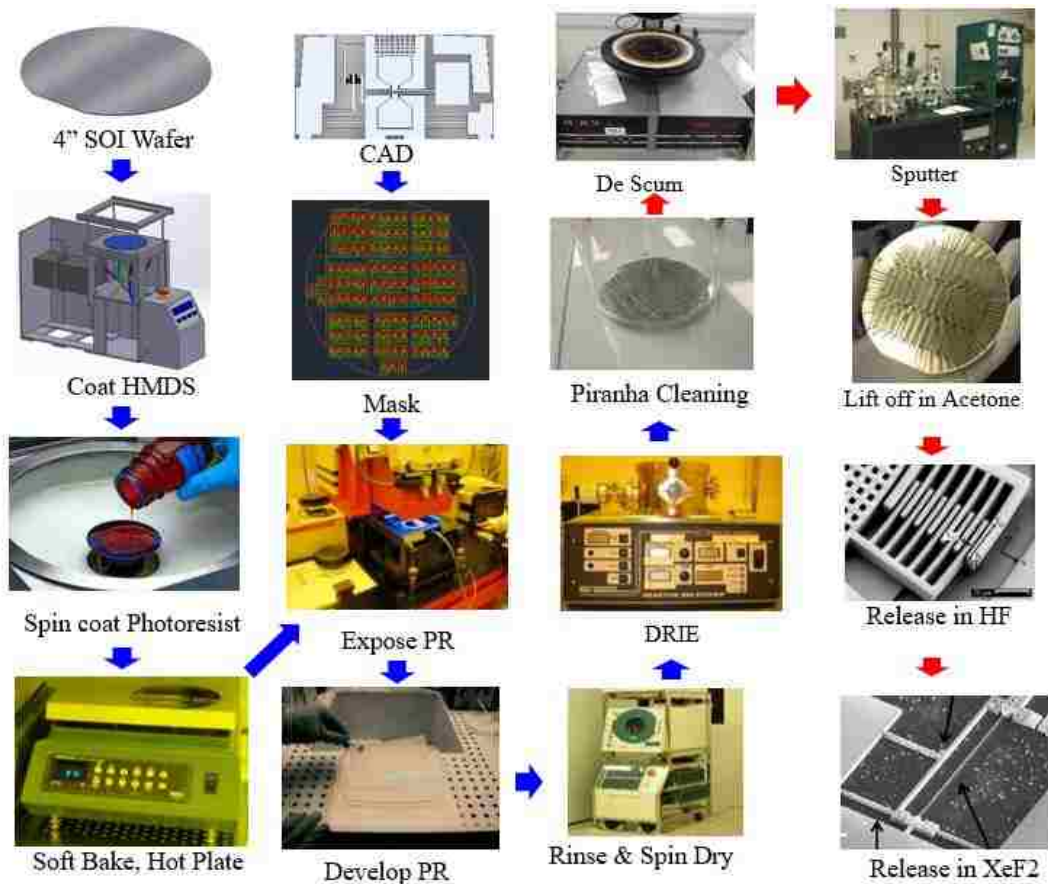 4” SOI Wafer
Coat HMDS
Spin coat Photoresist
Soft Bake, Hot Plate
CAD
Mask
Expose PR
Develop PR
De Scum
Piranha Cleaning
DRIE
Rinse & Spin Dry
Sputter
Lift off in Acetone
Release in HF
Release in XeF2